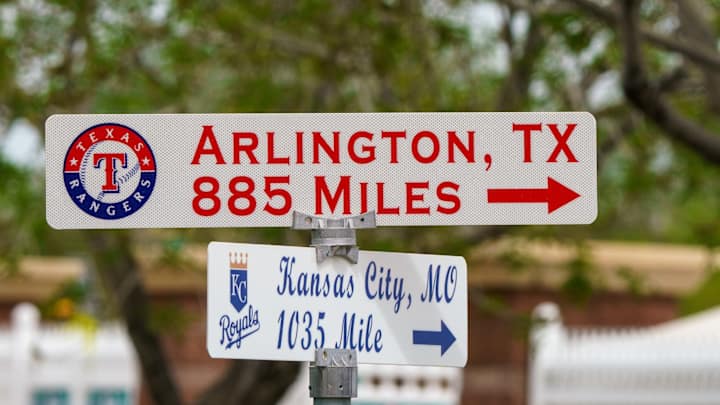 TEXAS
T
RANGERS
ARLINGTON, TX
885 MILES
KC
Royals
Kansas City, MO
1035 Mile